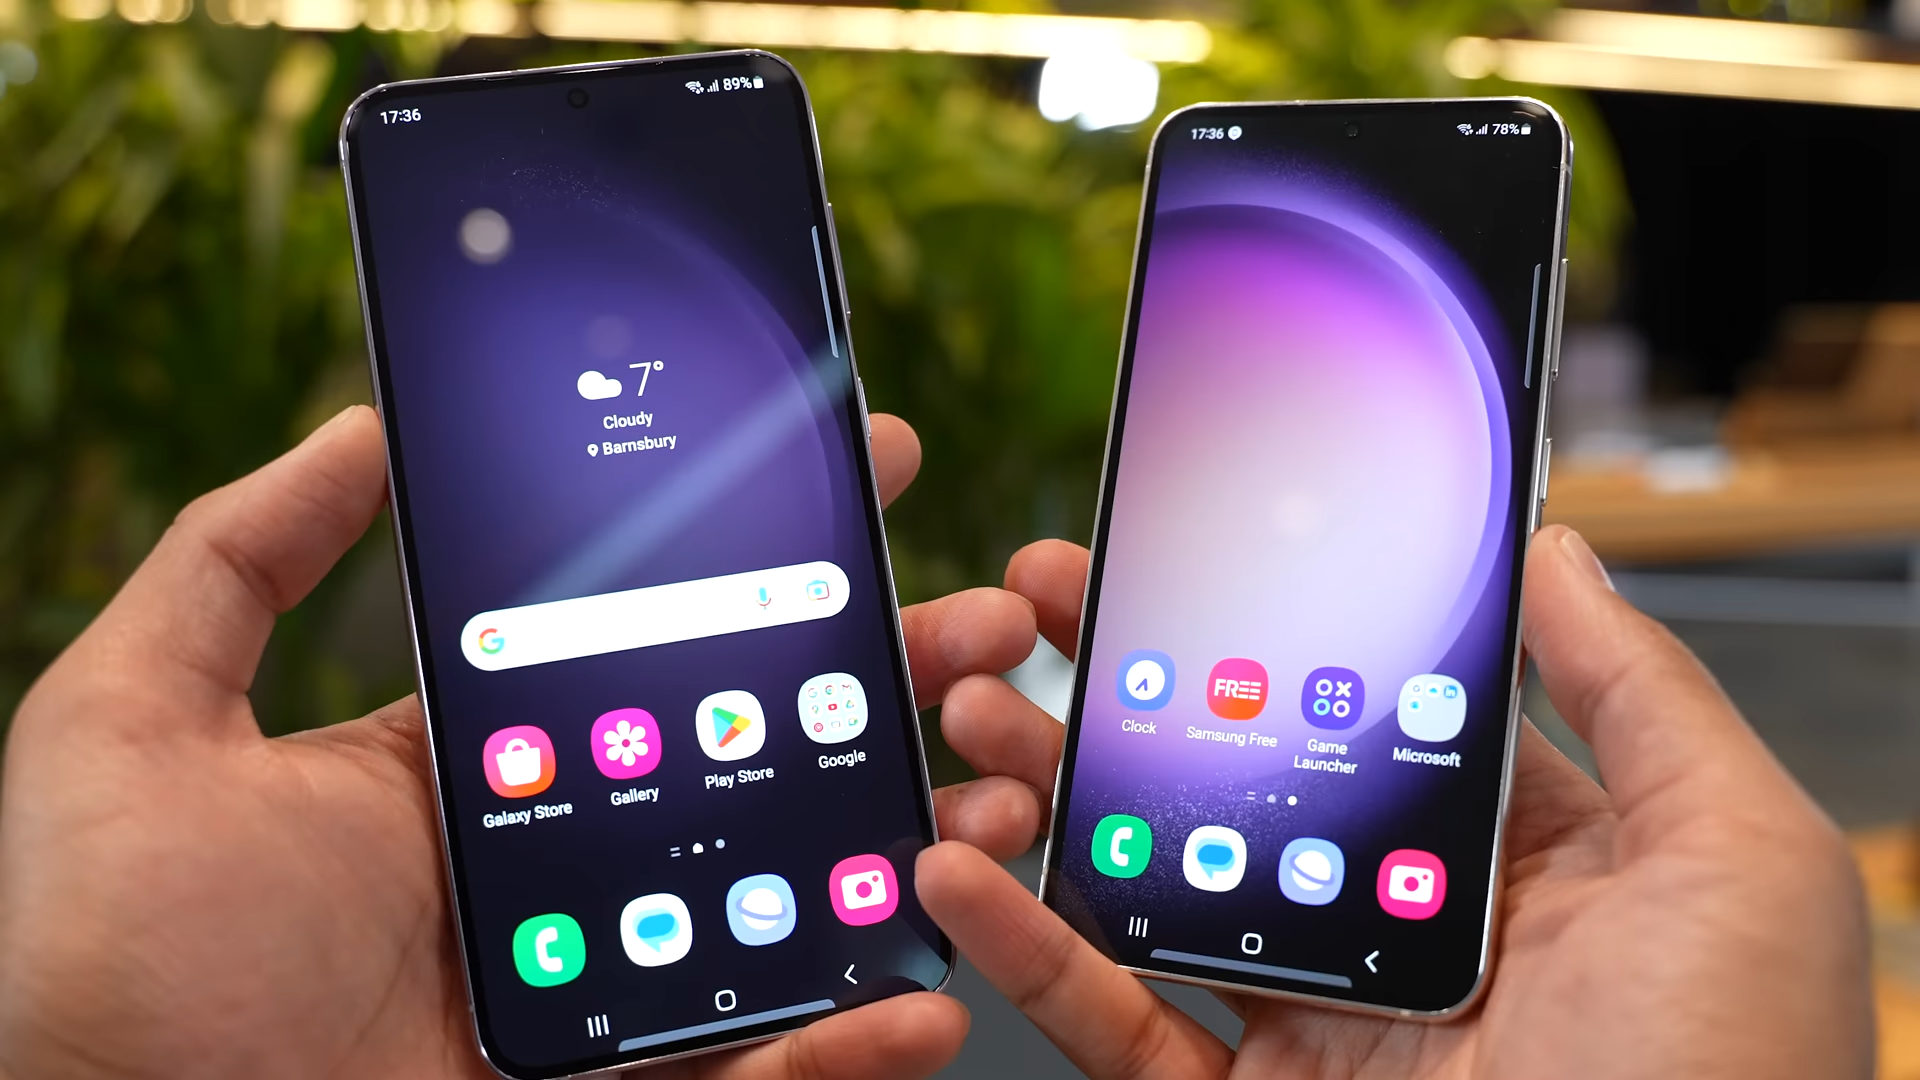 17:36
89%
7°
Cloudy
Barnsbury
G
Galaxy Store
Gallery
Play Store
Google
17:36
78%
FREE
Clock
Samsung Free
Game
Launcher
Microsoft